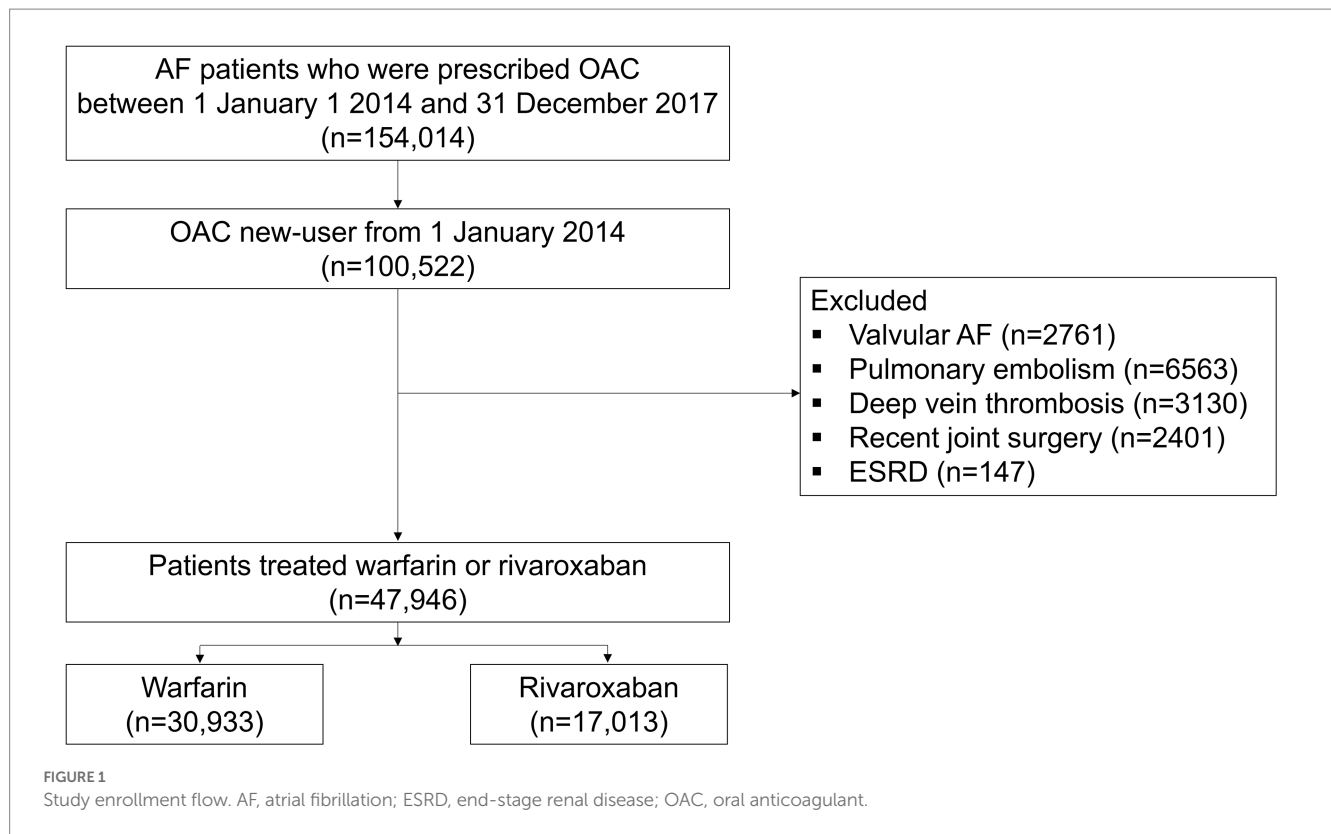 AF patients who were prescribed OAC
between 1 January 1 2014 and 31 December 2017
(n=154,014)
OAC new-user from 1 January 2014
(n=100,522)
Excluded
▪ Valvular AF (n=2761)
▪ Pulmonary embolism (n=6563)
▪ Deep vein thrombosis (n=3130)
▪ Recent joint surgery (n=2401)
▪ ESRD (n=147)
Patients treated warfarin or rivaroxaban
(n=47,946)
Warfarin
(n=30,933)
Rivaroxaban
(n=17,013)
FIGURE 1
Study enrollment flow. AF, atrial fibrillation; ESRD, end-stage renal disease; OAC, oral anticoagulant.